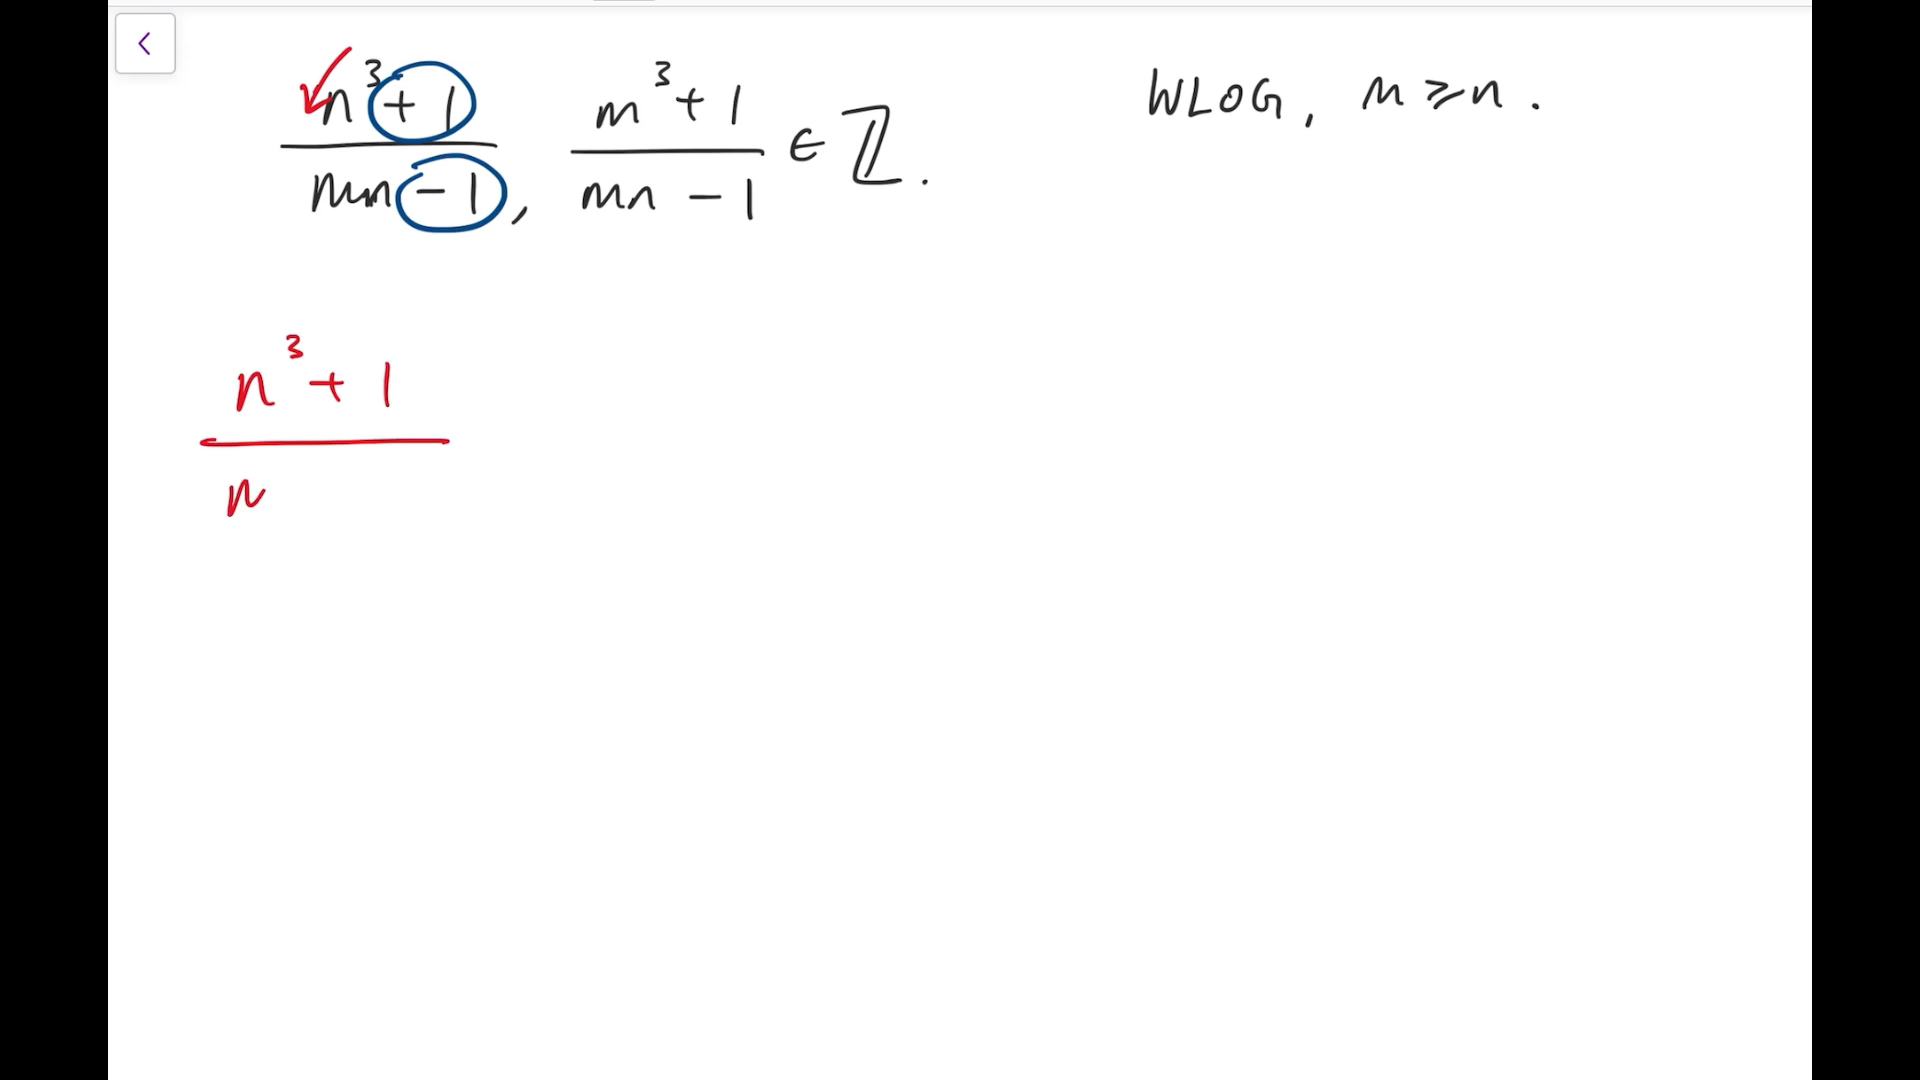 n³ + 1 / mn - 1 , m³ + 1 / mn - 1 ∈ ℤ .
WLOG, m ⩾ n .
n³ + 1
n